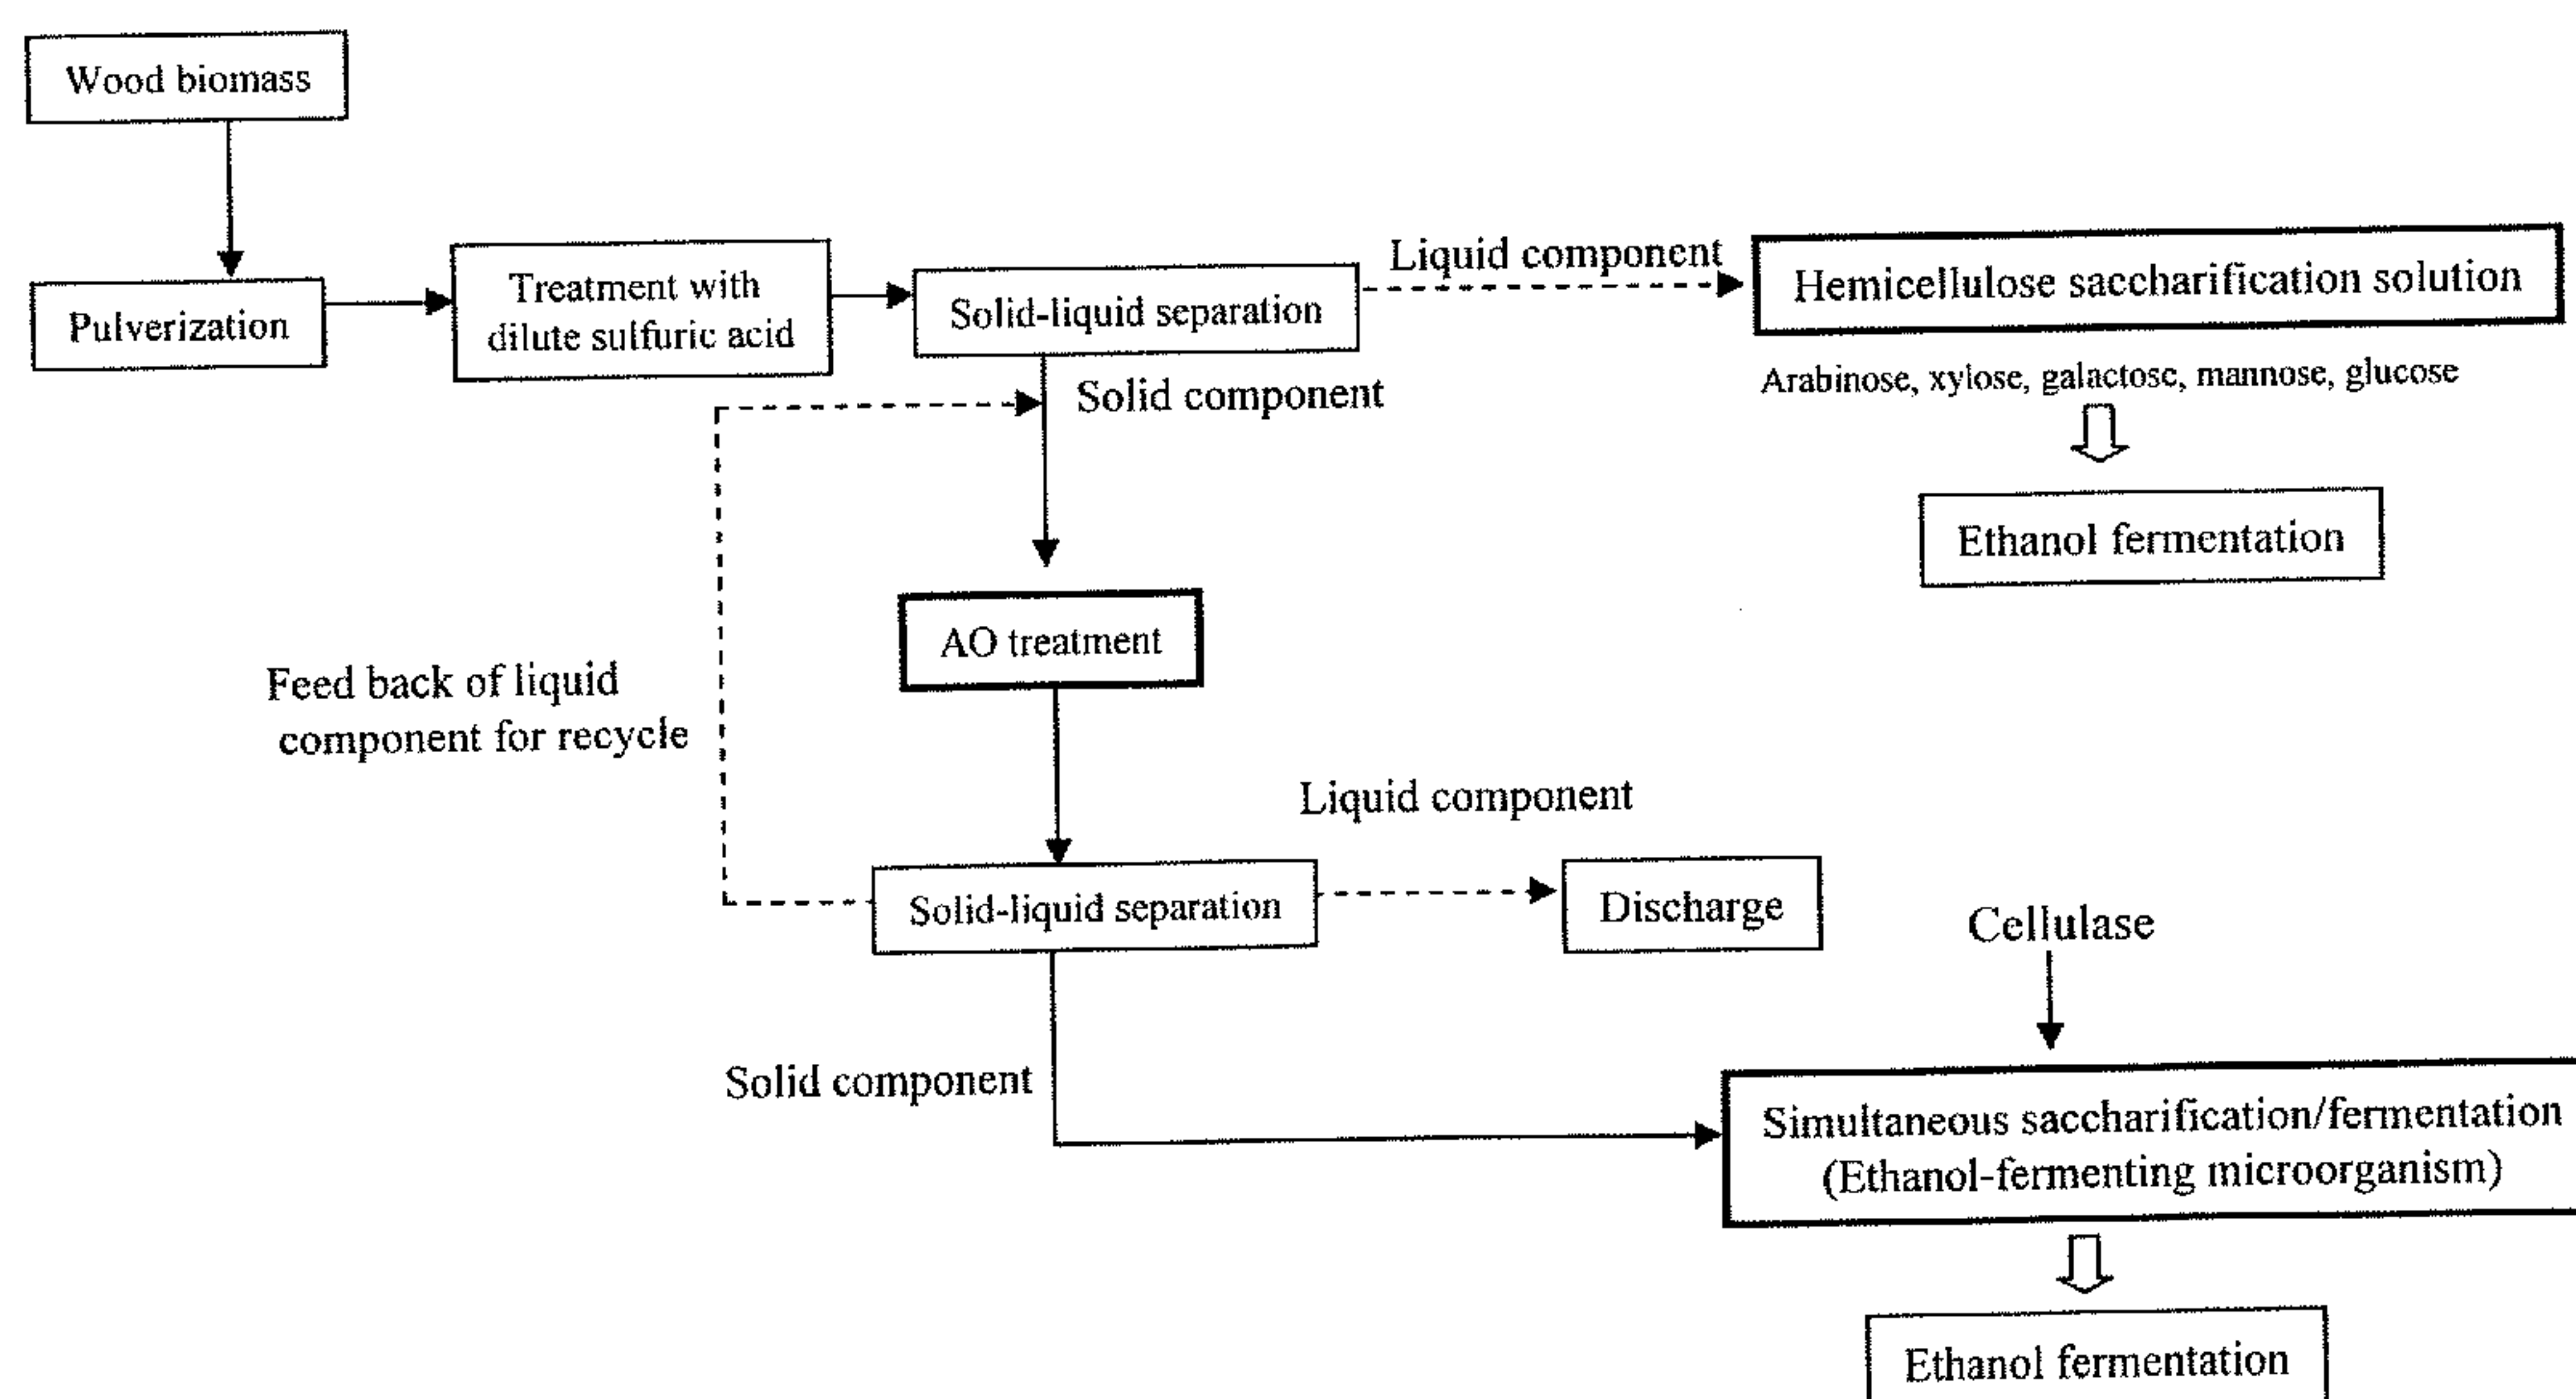 Wood biomass
Pulverization
Treatment with
dilute sulfuric acid
Solid-liquid separation
Liquid component
Hemicellulose saccharification solution
Arabinose, xylose, galactose, mannose, glucose
Ethanol fermentation
Solid component
AO treatment
Feed back of liquid
component for recycle
Liquid component
Solid-liquid separation
Discharge
Cellulase
Solid component
Simultaneous saccharification/fermentation
(Ethanol-fermenting microorganism)
Ethanol fermentation